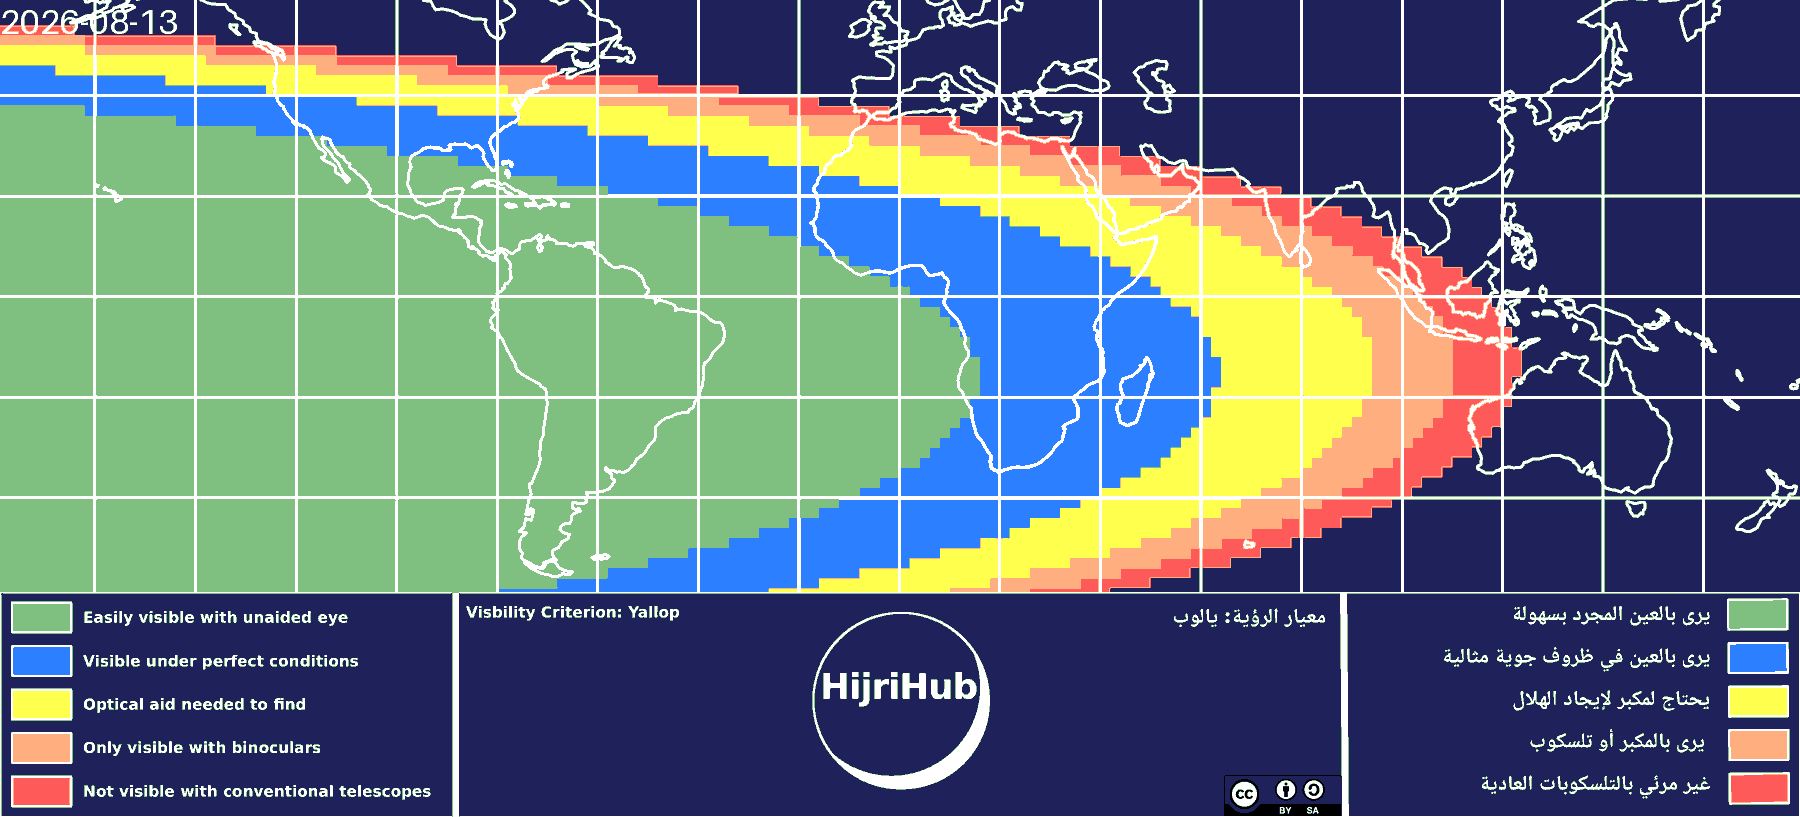 2026-08-13
Easily visible with unaided eye
Visible under perfect conditions
Optical aid needed to find
Only visible with binoculars
Not visible with conventional telescopes
Visbility Criterion: Yallop
معيار الرؤية: يالوب
HijriHub
cc
BY SA
يرى بالعين المجرد بسهولة
يرى بالعين في ظروف جوية مثالية
يحتاج لمكبر لإيجاد الهلال
يرى بالمكبر أو تلسكوب
غير مرئي بالتلسكوبات العادية